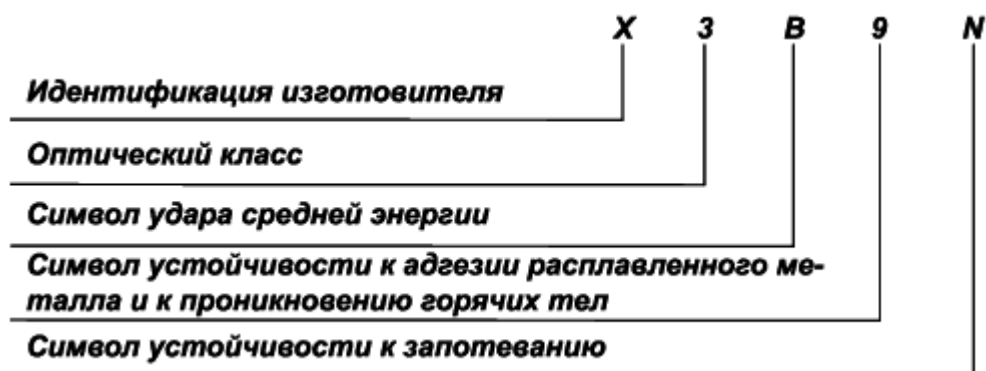 X 3 B 9 N
Идентификация изготовителя
Оптический класс
Символ удара средней энергии
Символ устойчивости к адгезии расплавленного ме-
талла и к проникновению горячих тел
Символ устойчивости к запотеванию